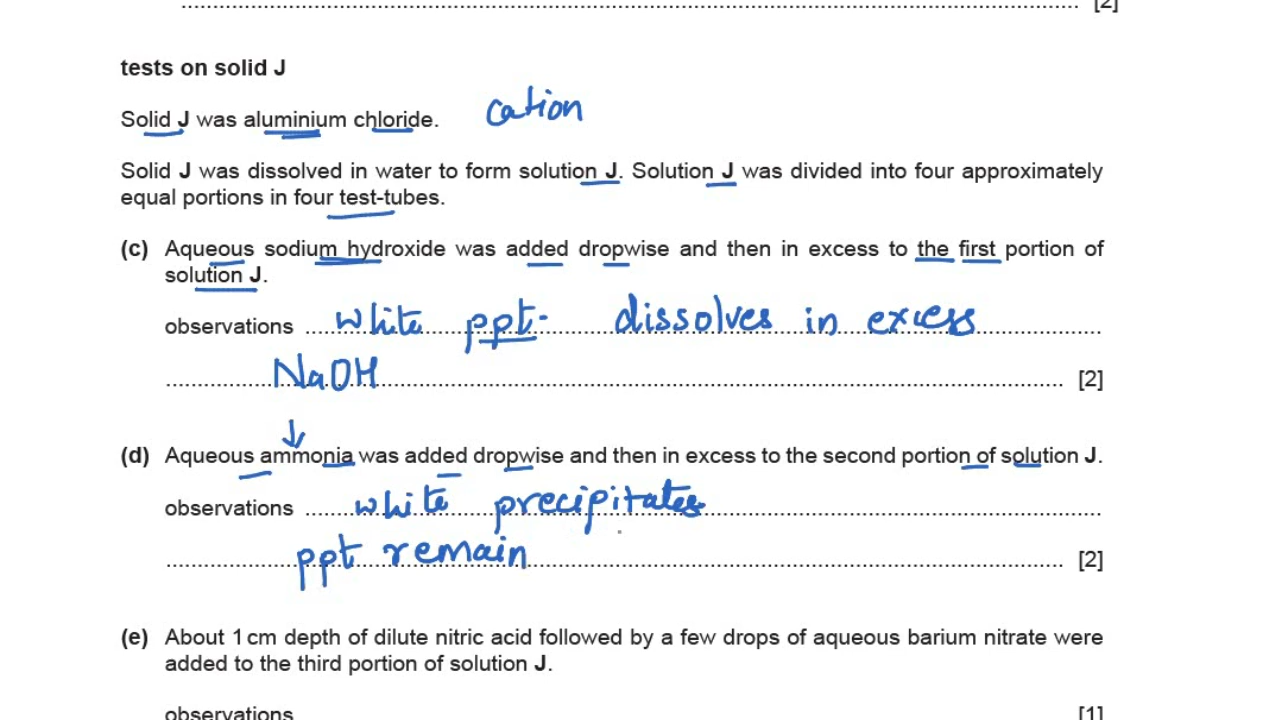 [2]
tests on solid J
Solid J was aluminium chloride. cation
Solid J was dissolved in water to form solution J. Solution J was divided into four approximately
equal portions in four test-tubes.
(c) Aqueous sodium hydroxide was added dropwise and then in excess to the first portion of
solution J.
observations white ppt. dissolves in excess
NaOH [2]
(d) Aqueous ammonia was added dropwise and then in excess to the second portion of solution J.
observations white precipitates
ppt remain [2]
(e) About 1 cm depth of dilute nitric acid followed by a few drops of aqueous barium nitrate were
added to the third portion of solution J.
observations [1]